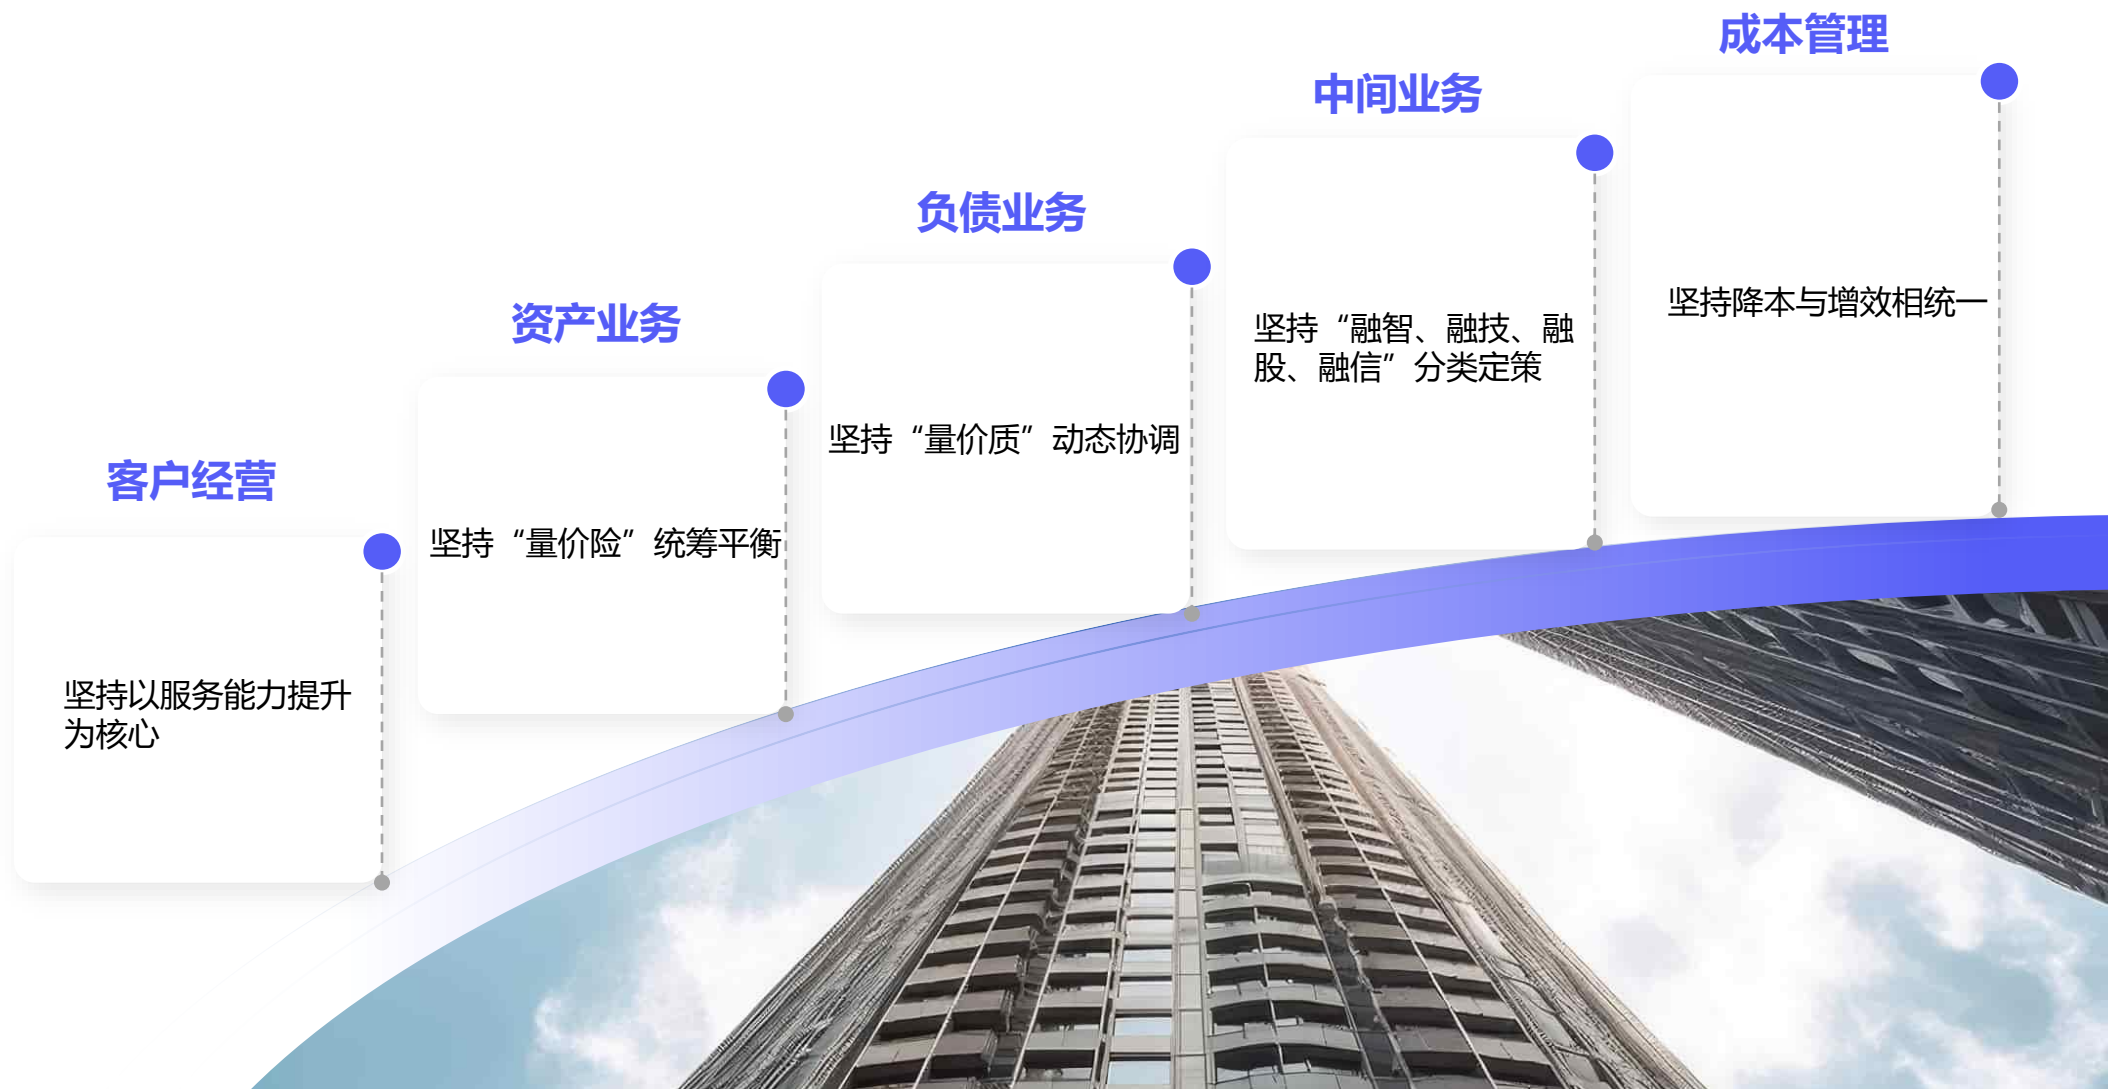 客户经营
坚持以服务能力提升
为核心
资产业务
坚持“量价险”统筹平衡
负债业务
坚持“量价质”动态协调
中间业务
坚持“融智、融技、融
股、融信”分类定策
成本管理
坚持降本与增效相统一